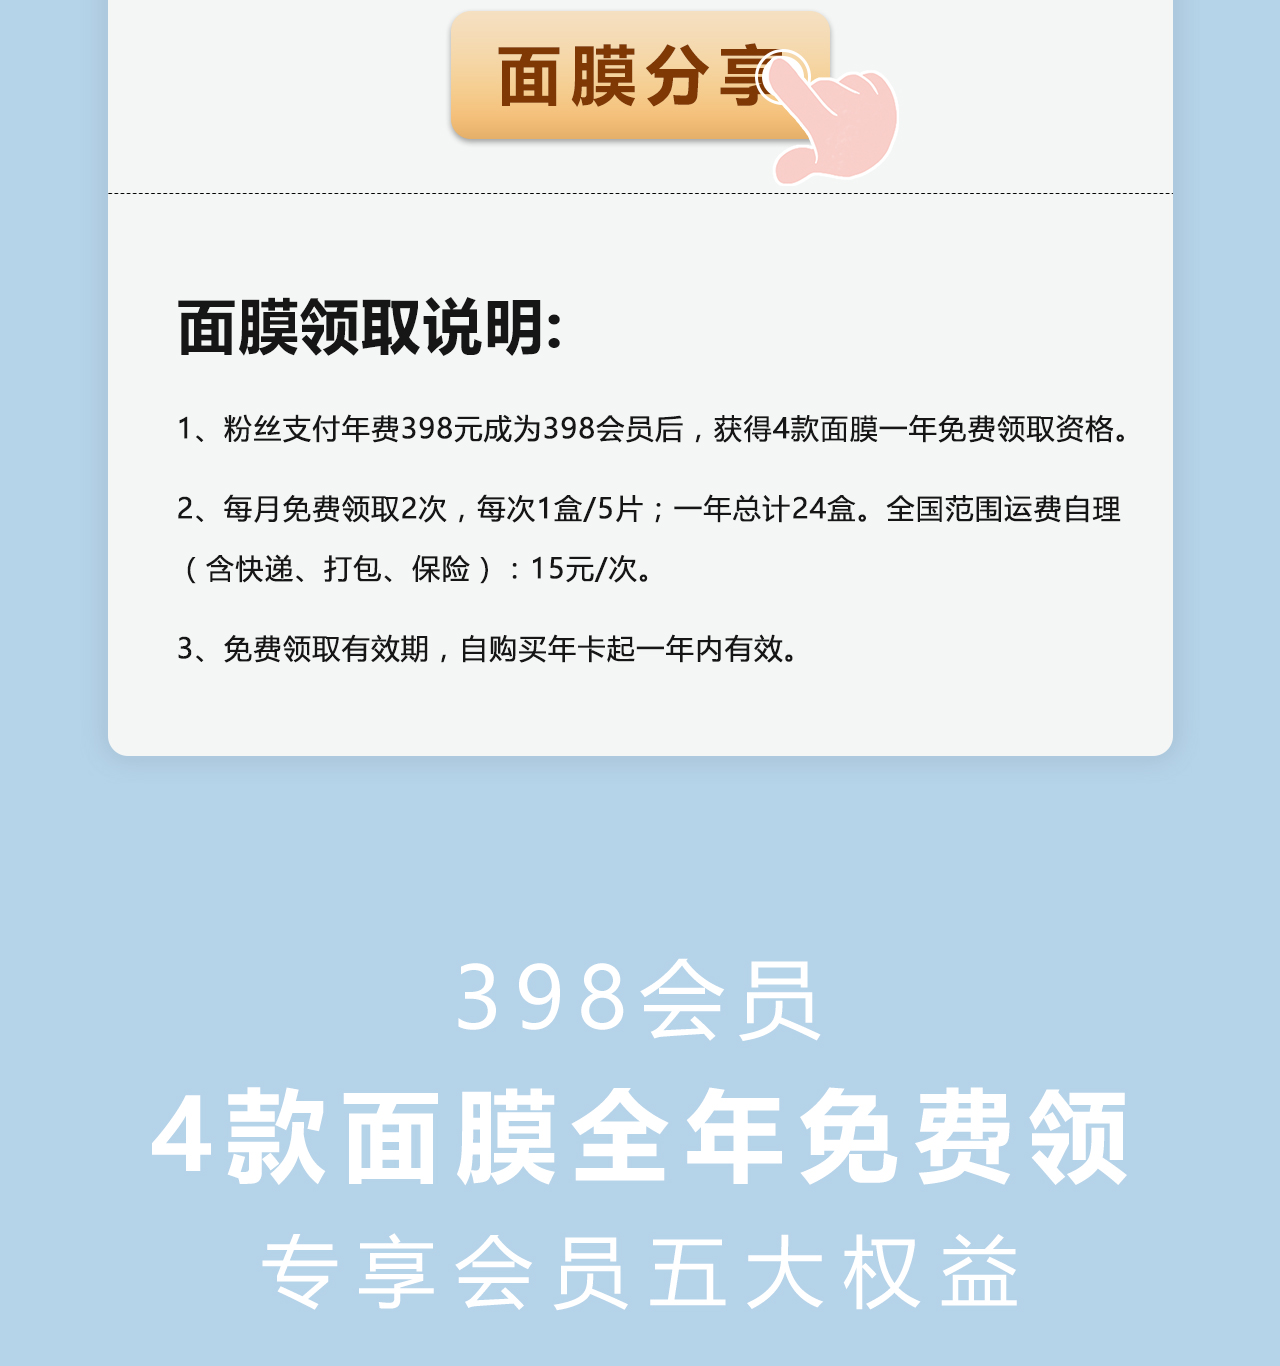 面膜分享
面膜领取说明:
1、粉丝支付年费398元成为398会员后，获得4款面膜一年免费领取资格。
2、每月免费领取2次，每次1盒/5片；一年总计24盒。全国范围运费自理
（含快递、打包、保险）：15元/次。
3、免费领取有效期，自购买年卡起一年内有效。
398会员
4款面膜全年免费领
专享会员五大权益